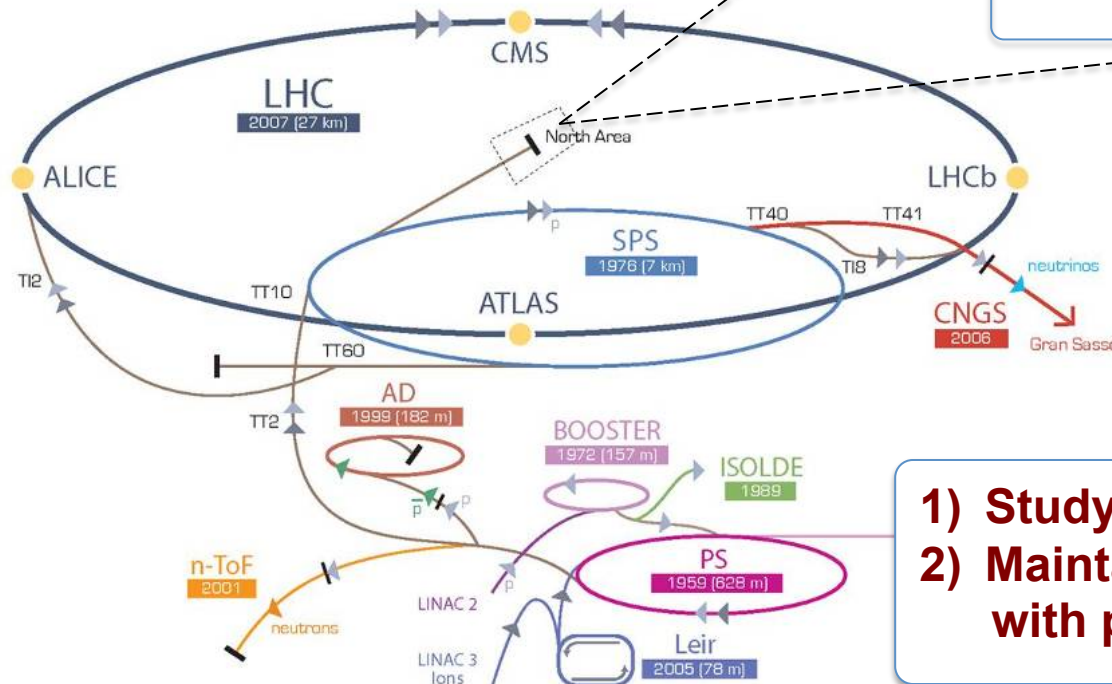 CMS
LHC
2007 (27 km)
North Area
ALICE
LHCb
TT40
TT41
SPS
1976 (7 km)
p
TI8
neutrinos
TI2
TT10
ATLAS
CNGS
2006
Gran Sasso
TT60
AD
1999 (182 m)
TT2
BOOSTER
1972 (157 m)
ISOLDE
1989
p̅
p
1) Study
2)
with
n-ToF
2001
PS
1959 (628 m)
p
LINAC 2
neutrons
Leir
2005 (78 m)
LINAC 3
Ions